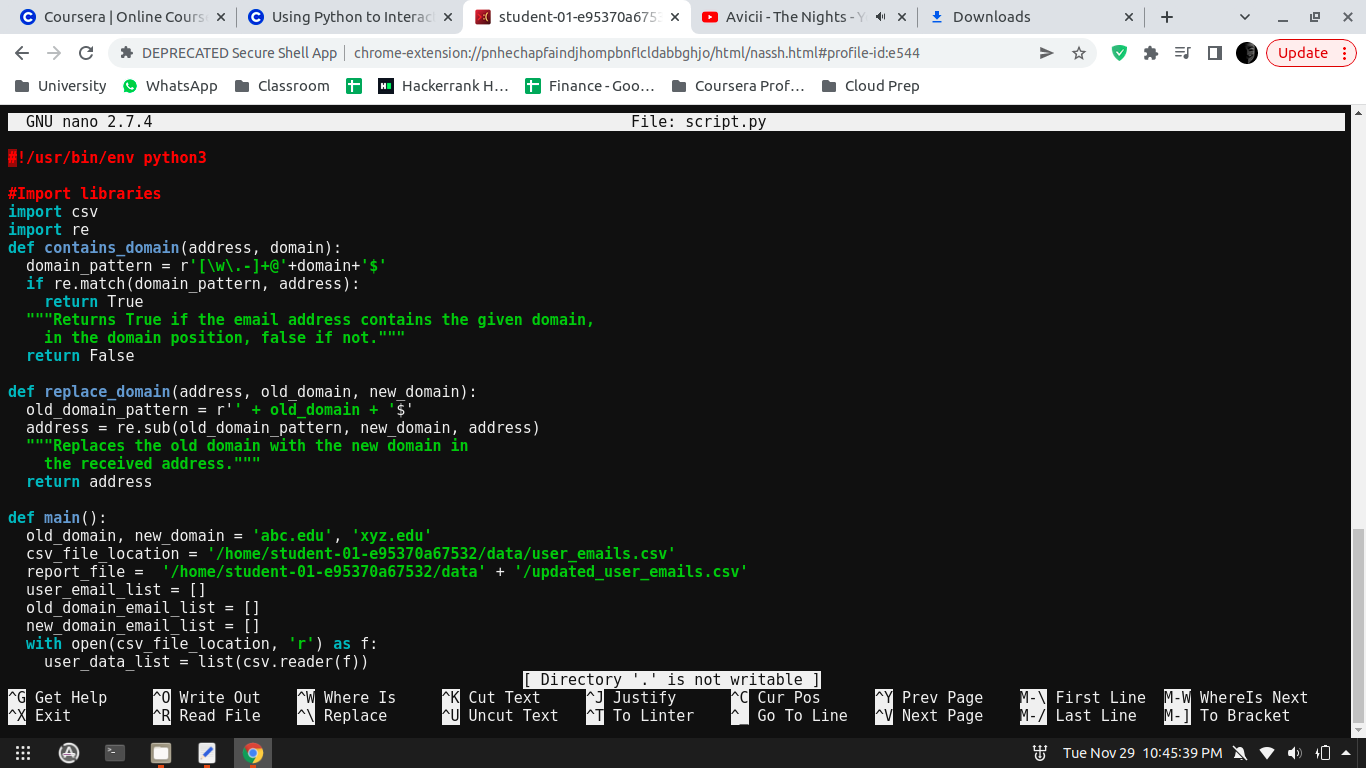 Coursera | Online Cours
Using Python to Interac
student-01-e95370a6753
Avicii - The Nights - Y
Downloads
DEPRECATED Secure Shell App
chrome-extension://pnhechapfaindjhompbnflcldabbghjo/html/nassh.html#profile-id:e544
Update
University
WhatsApp
Classroom
Hackerrank H…
Finance - Goo…
Coursera Prof…
Cloud Prep
GNU nano 2.7.4 File: script.py
#!/usr/bin/env python3
#Import libraries
import csv
import re
def contains_domain(address, domain):
  domain_pattern = r'[\w\.-]+@'+domain+'$'
  if re.match(domain_pattern, address):
    return True
  """Returns True if the email address contains the given domain,
    in the domain position, false if not."""
  return False
def replace_domain(address, old_domain, new_domain):
  old_domain_pattern = r'' + old_domain + '$'
  address = re.sub(old_domain_pattern, new_domain, address)
  """Replaces the old domain with the new domain in
    the received address."""
  return address
def main():
  old_domain, new_domain = 'abc.edu', 'xyz.edu'
  csv_file_location = '/home/student-01-e95370a67532/data/user_emails.csv'
  report_file =  '/home/student-01-e95370a67532/data' + '/updated_user_emails.csv'
  user_email_list = []
  old_domain_email_list = []
  new_domain_email_list = []
  with open(csv_file_location, 'r') as f:
    user_data_list = list(csv.reader(f))
[ Directory '.' is not writable ]
^G Get Help ^O Write Out ^W Where Is ^K Cut Text ^J Justify ^C Cur Pos ^Y Prev Page M-\ First Line M-W WhereIs Next
^X Exit ^R Read File ^\ Replace ^U Uncut Text ^T To Linter ^_ Go To Line ^V Next Page M-/ Last Line M-] To Bracket
Tue Nov 29 10:45:39 PM